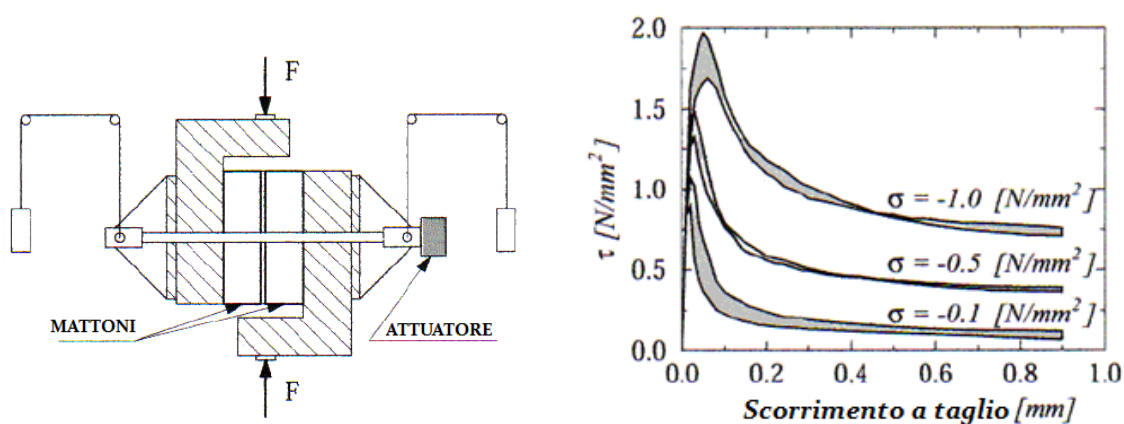 F
MATTONI
ATTUATORE
F
2.0
1.5
1.0
0.5
0.0
τ [N/mm²]
σ = -1.0 [N/mm²]
σ = -0.5 [N/mm²]
σ = -0.1 [N/mm²]
0.0 0.2 0.4 0.6 0.8 1.0
Scorrimento a taglio [mm]